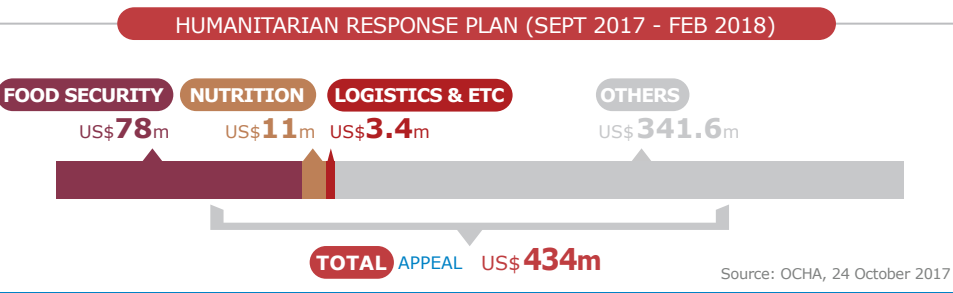 HUMANITARIAN RESPONSE PLAN (SEPT 2017 - FEB 2018)
FOOD SECURITY NUTRITION LOGISTICS & ETC OTHERS
US$78m US$11m US$3.4m US$341.6m
TOTAL APPEAL US$434m
Source: OCHA, 24 October 2017